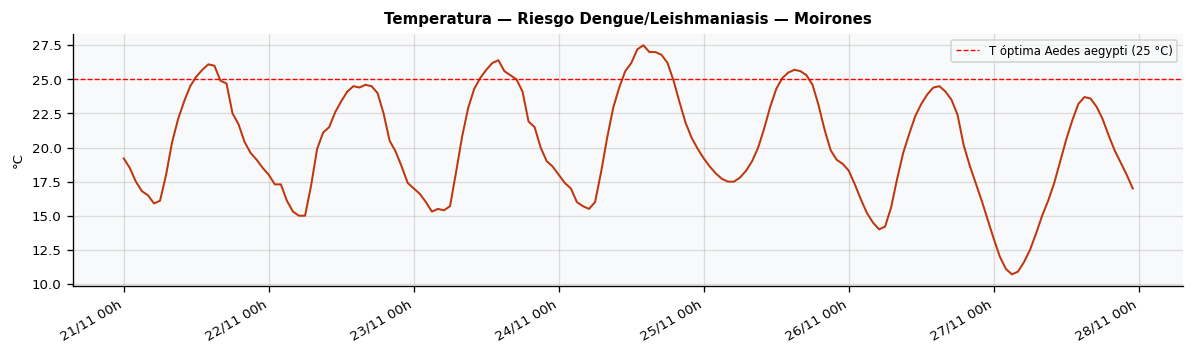 Temperatura — Riesgo Dengue/Leishmaniasis — Moirones
T óptima Aedes aegypti (25 °C)
°C
27.5
25.0
22.5
20.0
17.5
15.0
12.5
10.0
21/11 00h
22/11 00h
23/11 00h
24/11 00h
25/11 00h
26/11 00h
27/11 00h
28/11 00h